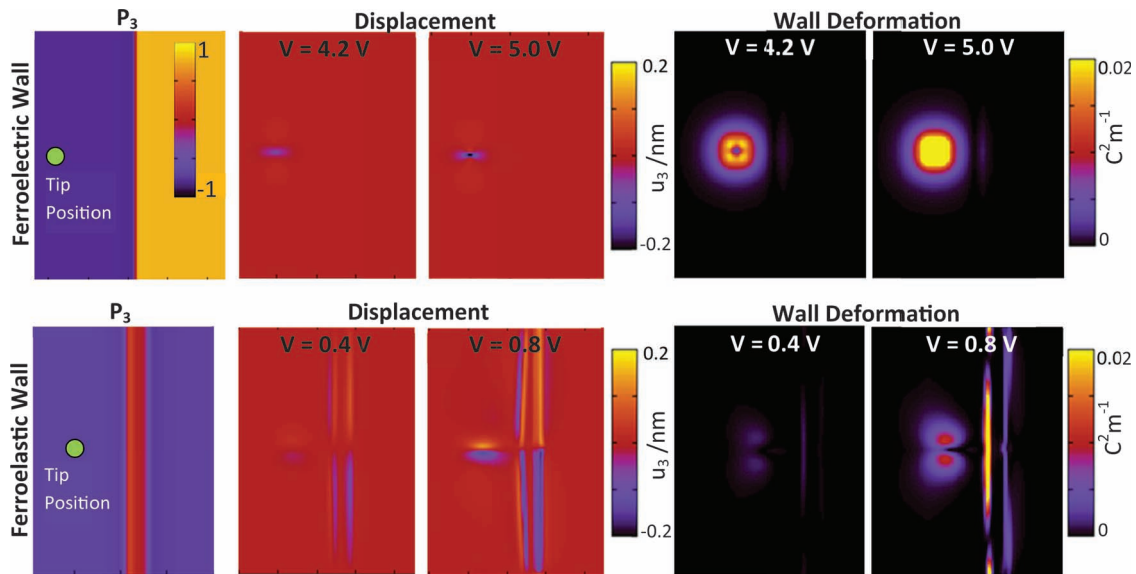 P3
Displacement
Wall Deformation
Ferroelectric Wall
1
-1
Tip
Position
V = 4.2 V
V = 5.0 V
0.2
u3 /nm
-0.2
V = 4.2 V
V = 5.0 V
0.02
C2m-1
0
P3
Displacement
Wall Deformation
Ferroelastic Wall
Tip
Position
V = 0.4 V
V = 0.8 V
0.2
u3 /nm
-0.2
V = 0.4 V
V = 0.8 V
0.02
C2m-1
0